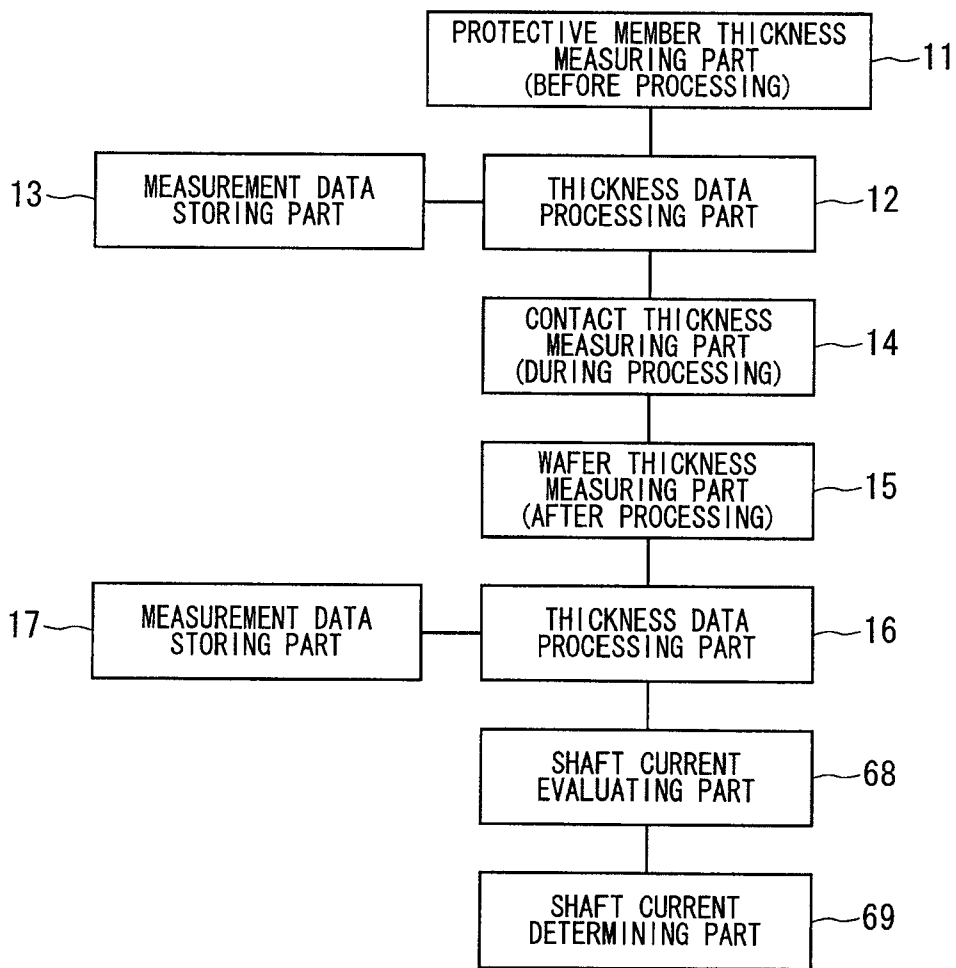 PROTECTIVE MEMBER THICKNESS
MEASURING PART
(BEFORE PROCESSING)
11
MEASUREMENT DATA
STORING PART
13
THICKNESS DATA
PROCESSING PART
12
CONTACT THICKNESS
MEASURING PART
(DURING PROCESSING)
14
WAFER THICKNESS
MEASURING PART
(AFTER PROCESSING)
15
MEASUREMENT DATA
STORING PART
17
THICKNESS DATA
PROCESSING PART
16
SHAFT CURRENT
EVALUATING PART
68
SHAFT CURRENT
DETERMINING PART
69